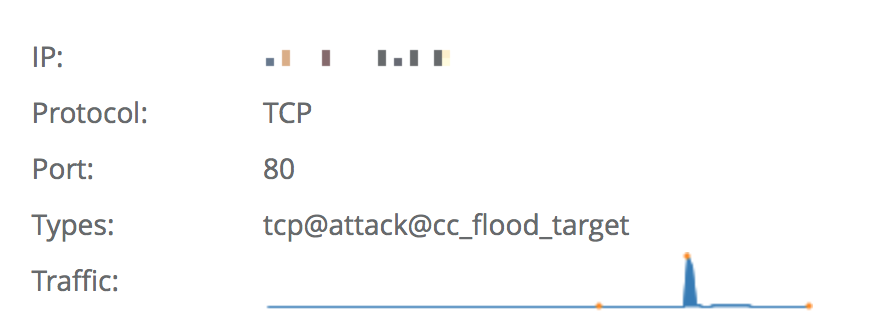 IP:
Protocol: TCP
Port: 80
Types: tcp@attack@cc_flood_target
Traffic: